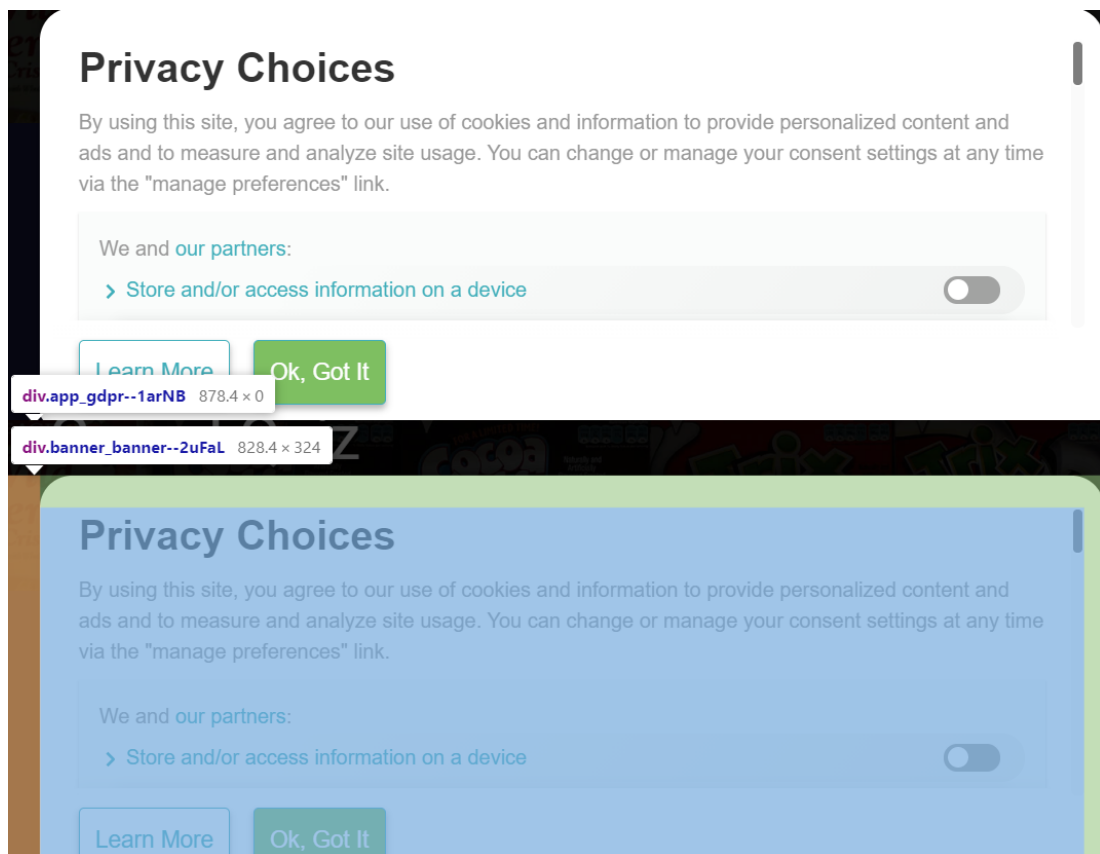 Privacy Choices
By using this site, you agree to our use of cookies and information to provide personalized content and
ads and to measure and analyze site usage. You can change or manage your consent settings at any time
via the "manage preferences" link.
We and our partners:
Store and/or access information on a device
Learn More Ok, Got It
div.app_gdpr--1arNB 878.4 × 0
div.banner_banner--2uFaL 828.4 × 324
Cocoa Trix Trix
Privacy Choices
By using this site, you agree to our use of cookies and information to provide personalized content and
ads and to measure and analyze site usage. You can change or manage your consent settings at any time
via the "manage preferences" link.
We and our partners:
Store and/or access information on a device
Learn More Ok, Got It